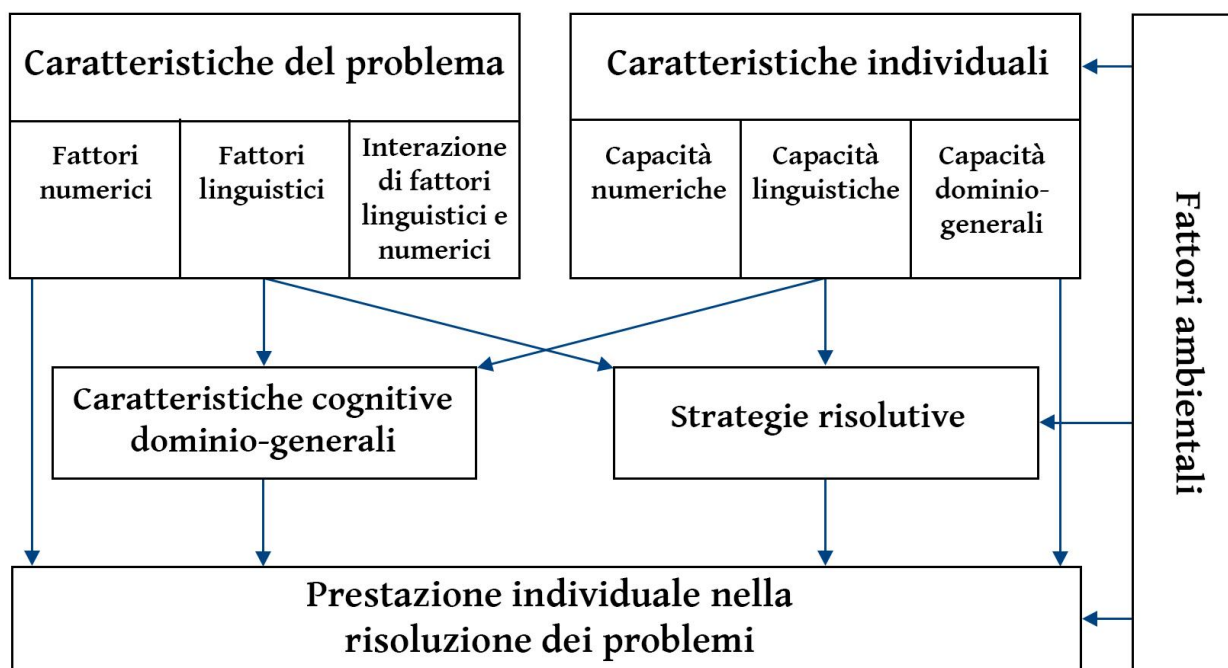 Caratteristiche del problema
Fattori
numerici
Fattori
linguistici
Interazione
di fattori
linguistici e
numerici
Caratteristiche individuali
Capacità
numeriche
Capacità
linguistiche
Capacità
dominio-
generali
Fattori ambientali
Caratteristiche cognitive
dominio-generali
Strategie risolutive
Prestazione individuale nella
risoluzione dei problemi